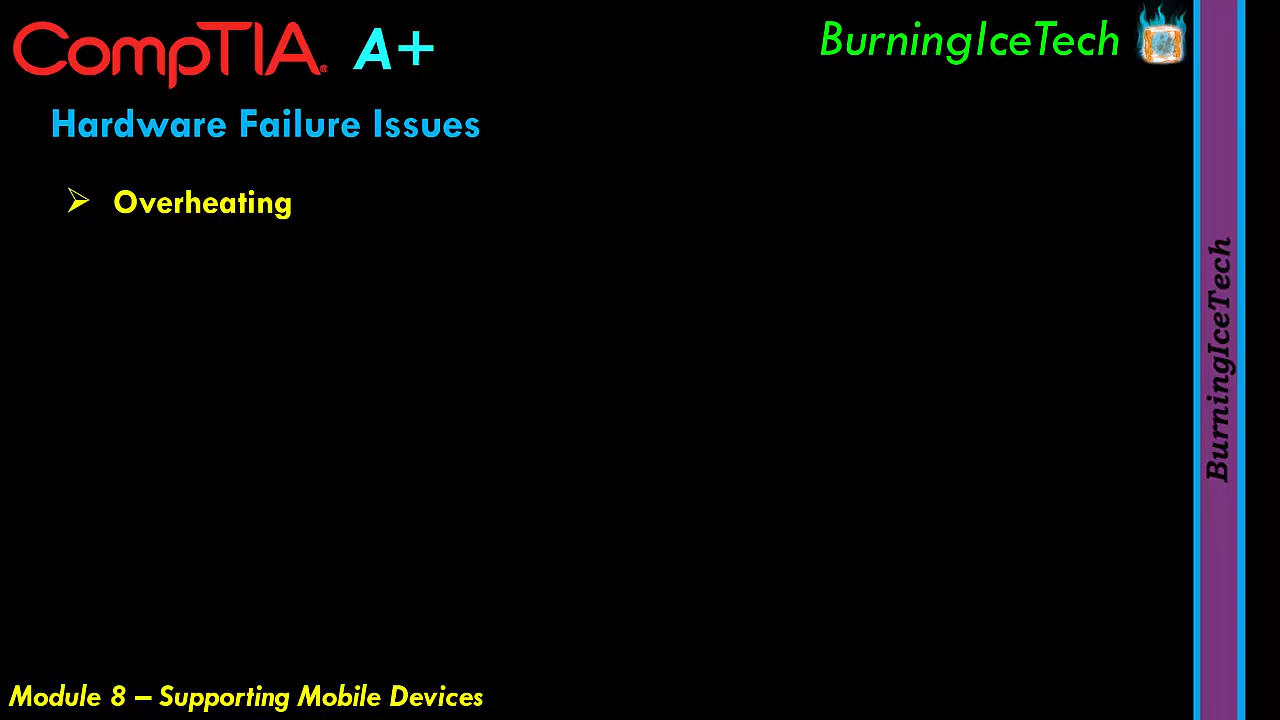 CompTIA® A+
BurningIceTech
Hardware Failure Issues
➢ Overheating
BurningIceTech
Module 8 – Supporting Mobile Devices